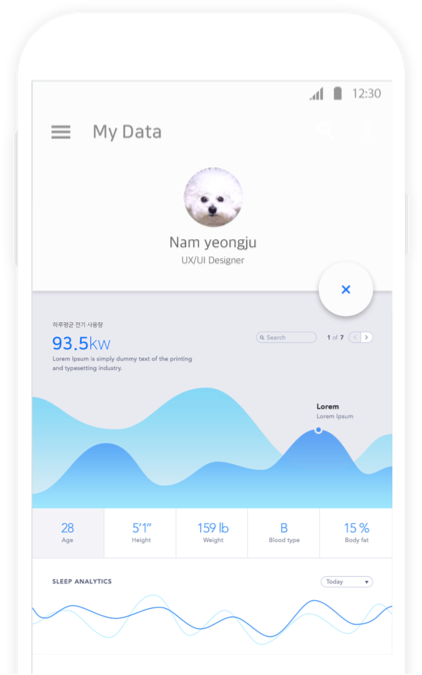 12:30
My Data
Nam yeongju
UX/UI Designer
하루평균 전기 사용량
93.5kw
Search
1 of 7
Lorem Ipsum is simply dummy text of the printing
and typesetting industry.
Lorem
Lorem Ipsum
28
5'1"
159 lb
B
15 %
Age
Height
Weight
Blood type
Body fat
SLEEP ANALYTICS
Today